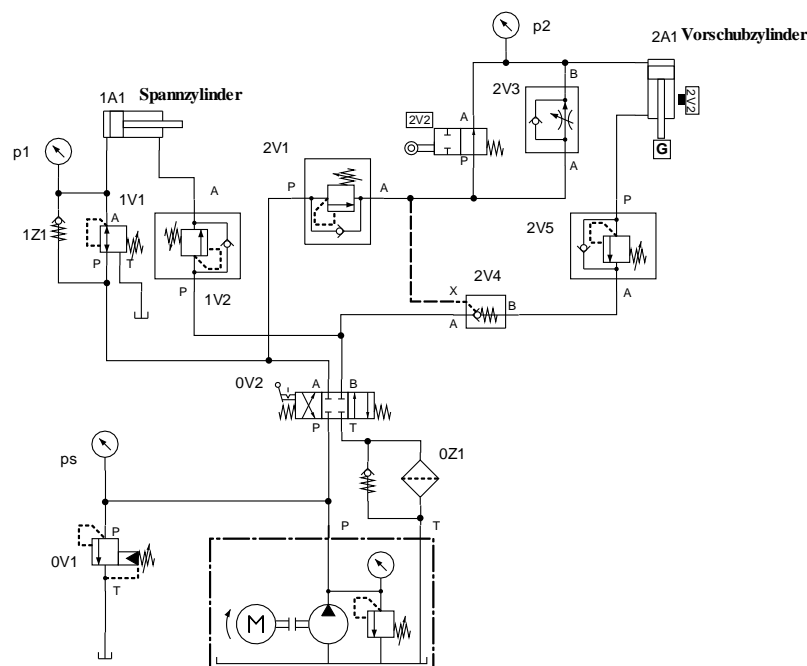 p2
2A1 Vorschubzylinder
1A1 Spannzylinder
B
2V3
2V2
A
2V2
p1
2V1
P
G
A
P
A
1V1
A
P
A
1Z1
2V5
P
T
2V4
P
1V2
X
B
A
A
0V2
A
B
P
T
ps
0Z1
P
P
T
0V1
T
M